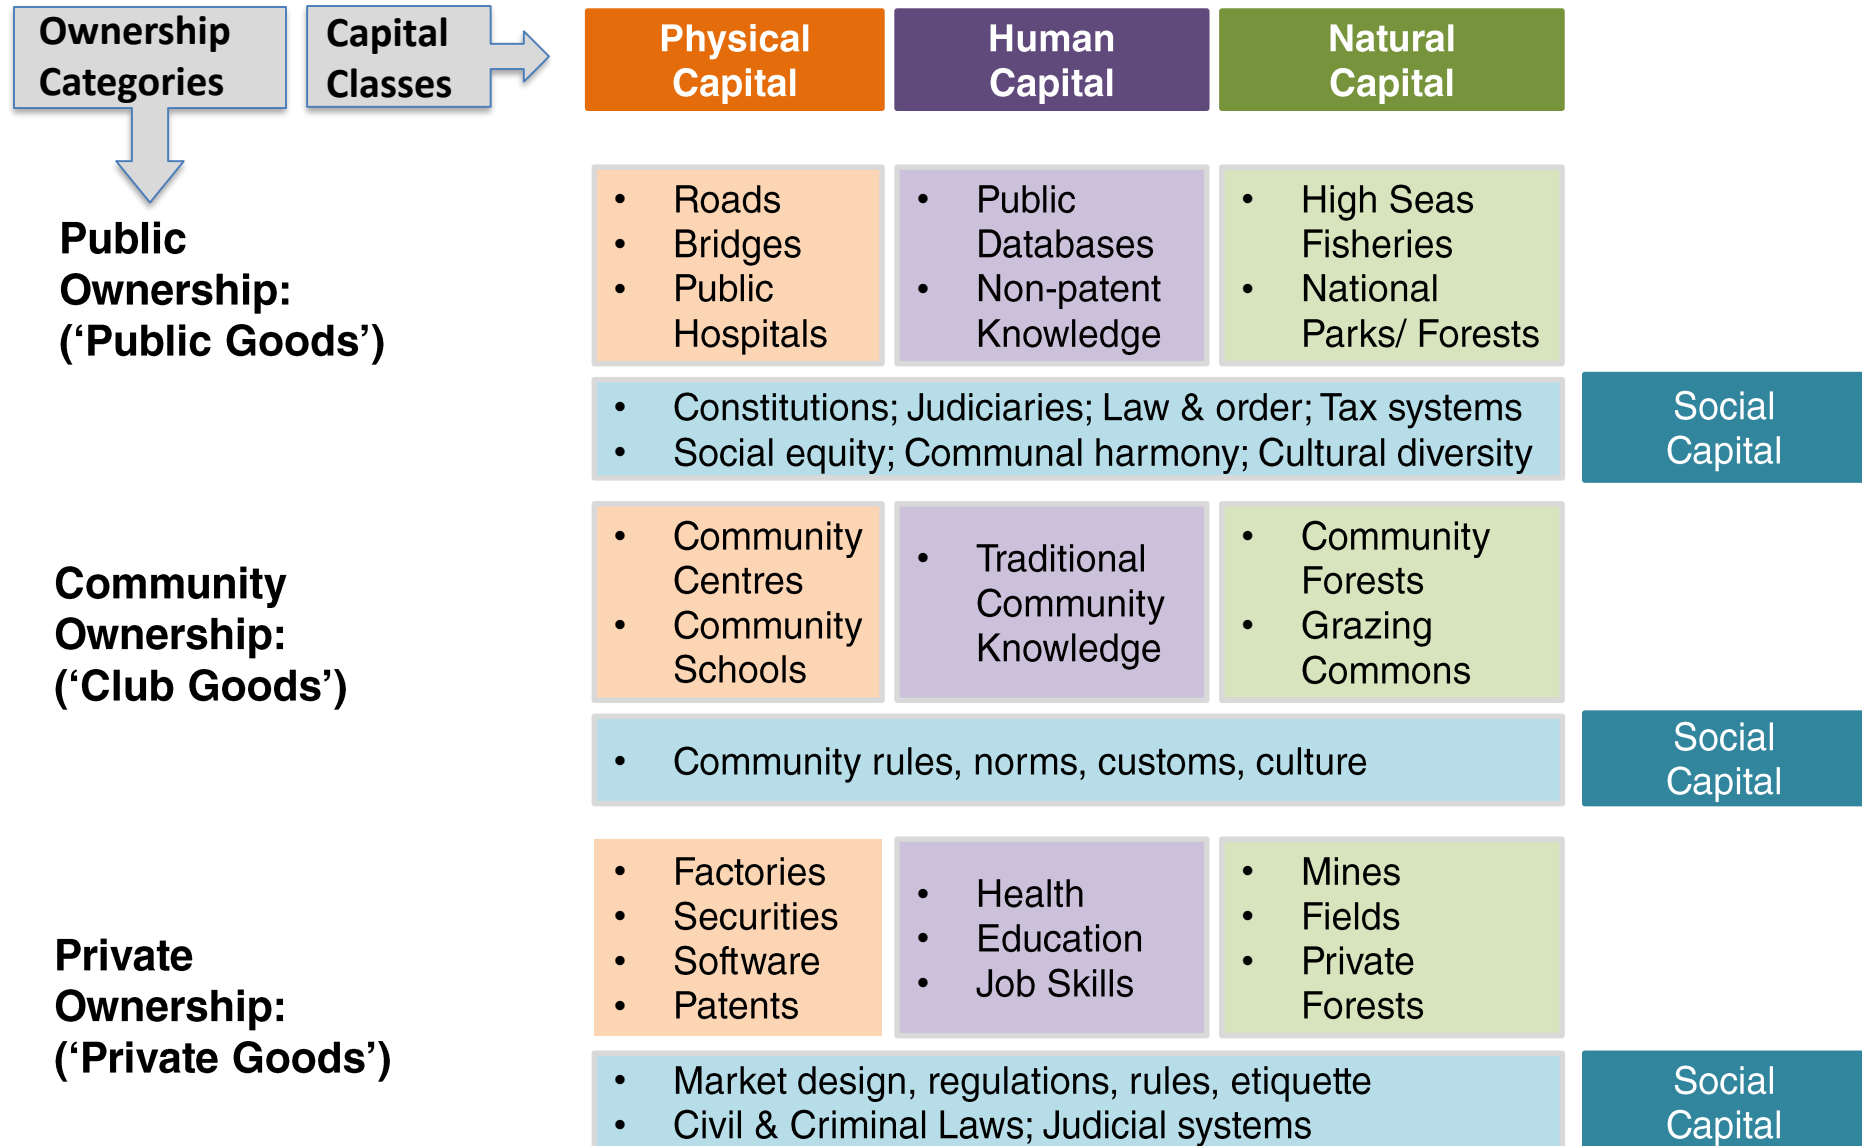 Ownership
Categories
Capital
Classes
Physical
Capital
Human
Capital
Natural
Capital
Public
Ownership:
(‘Public Goods’)
• Roads
• Bridges
• Public
Hospitals
• Public
Databases
• Non-patent
Knowledge
• High Seas
Fisheries
• National
Parks/ Forests
• Constitutions; Judiciaries; Law & order; Tax systems
• Social equity; Communal harmony; Cultural diversity
Social
Capital
Community
Ownership:
(‘Club Goods’)
• Community
Centres
• Community
Schools
• Traditional
Community
Knowledge
• Community
Forests
• Grazing
Commons
• Community rules, norms, customs, culture
Social
Capital
Private
Ownership:
(‘Private Goods’)
• Factories
• Securities
• Software
• Patents
• Health
• Education
• Job Skills
• Mines
• Fields
• Private
Forests
• Market design, regulations, rules, etiquette
• Civil & Criminal Laws; Judicial systems
Social
Capital